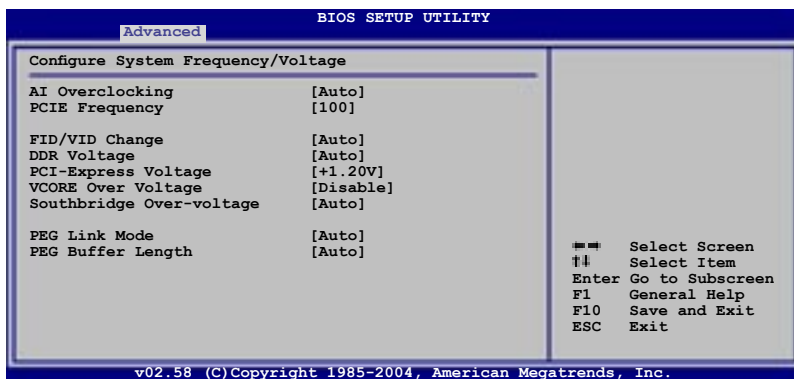 BIOS SETUP UTILITY
Advanced
Configure System Frequency/Voltage
AI Overclocking [Auto]
PCIE Frequency [100]
FID/VID Change [Auto]
DDR Voltage [Auto]
PCI-Express Voltage [+1.20V]
VCORE Over Voltage [Disable]
Southbridge Over-voltage [Auto]
PEG Link Mode [Auto]
PEG Buffer Length [Auto]
←→ Select Screen
↑↓ Select Item
Enter Go to Subscreen
F1 General Help
F10 Save and Exit
ESC Exit
v02.58 (C)Copyright 1985-2004, American Megatrends, Inc.